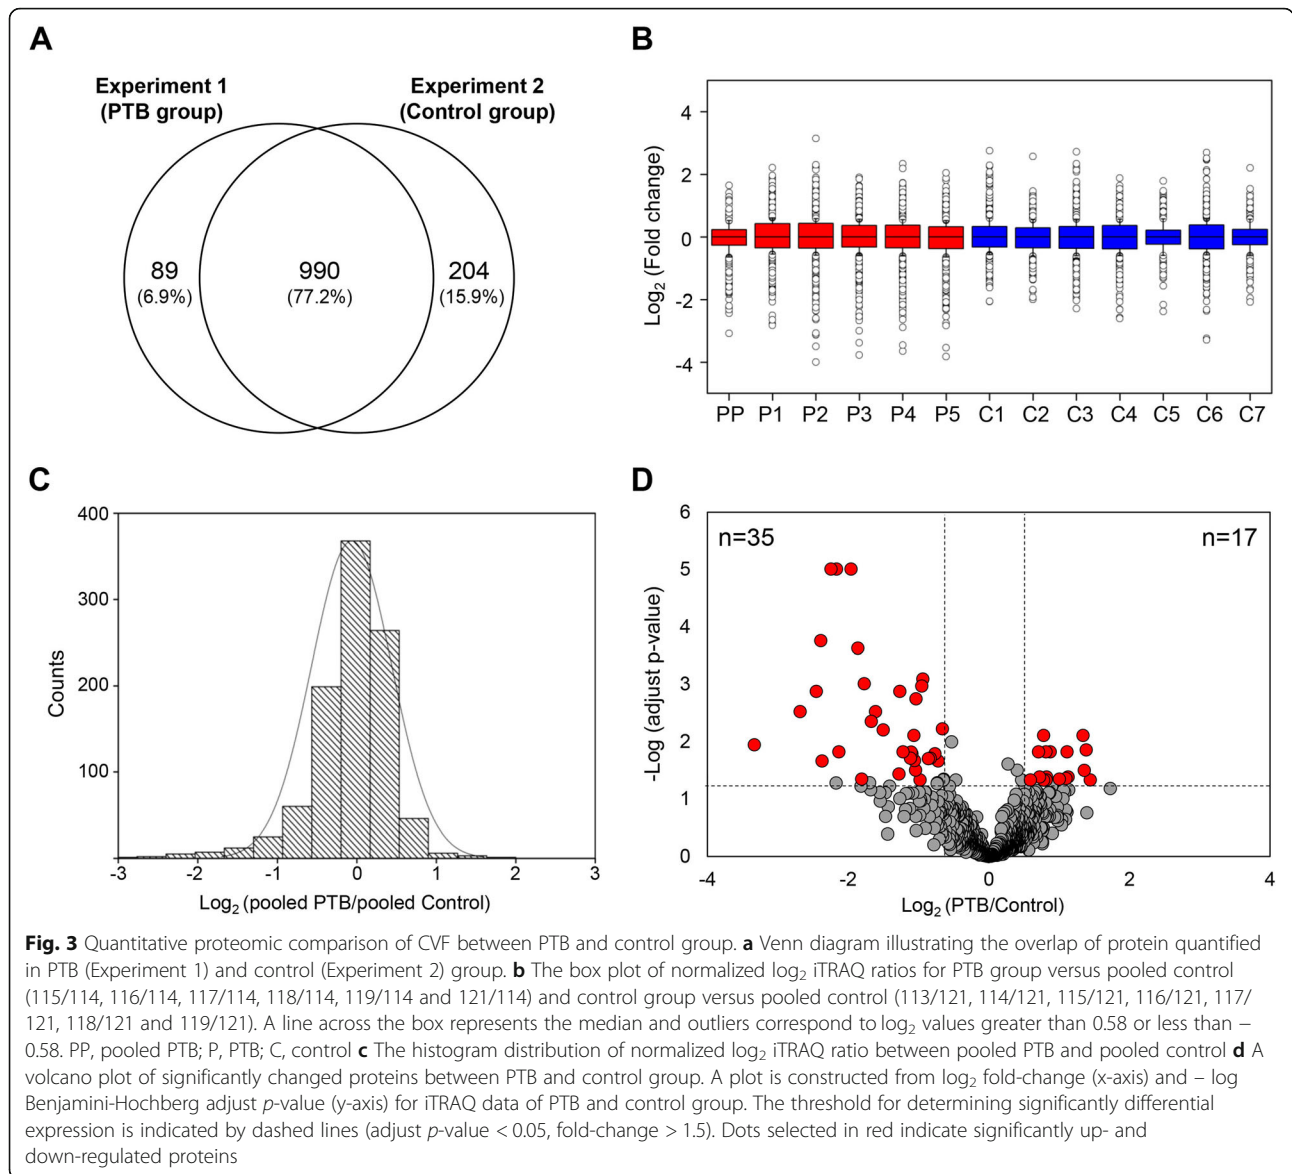 A
Experiment 1
(PTB group)
Experiment 2
(Control group)
89
(6.9%)
990
(77.2%)
204
(15.9%)
B
Log2 (Fold change)
4
2
0
-2
-4
PP P1 P2 P3 P4 P5 C1 C2 C3 C4 C5 C6 C7
C
Counts
400
300
200
100
-3 -2 -1 0 1 2 3
Log2 (pooled PTB/pooled Control)
D
-Log (adjust p-value)
6
5
4
3
2
1
0
n=35
n=17
-4 -2 0 2 4
Log2 (PTB/Control)
Fig. 3 Quantitative proteomic comparison of CVF between PTB and control group. a Venn diagram illustrating the overlap of protein quantified
in PTB (Experiment 1) and control (Experiment 2) group. b The box plot of normalized log2 iTRAQ ratios for PTB group versus pooled control
(115/114, 116/114, 117/114, 118/114, 119/114 and 121/114) and control group versus pooled control (113/121, 114/121, 115/121, 116/121, 117/
121, 118/121 and 119/121). A line across the box represents the median and outliers correspond to log2 values greater than 0.58 or less than −
0.58. PP, pooled PTB; P, PTB; C, control c The histogram distribution of normalized log2 iTRAQ ratio between pooled PTB and pooled control d A
volcano plot of significantly changed proteins between PTB and control group. A plot is constructed from log2 fold-change (x-axis) and − log
Benjamini-Hochberg adjust p-value (y-axis) for iTRAQ data of PTB and control group. The threshold for determining significantly differential
expression is indicated by dashed lines (adjust p-value < 0.05, fold-change > 1.5). Dots selected in red indicate significantly up- and
down-regulated proteins